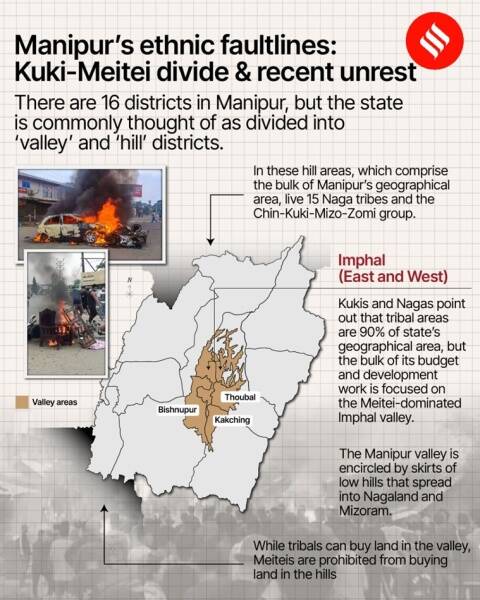 Manipur's ethnic faultlines:
Kuki-Meitei divide & recent unrest
There are 16 districts in Manipur, but the state
is commonly thought of as divided into
'valley' and 'hill' districts.
In these hill areas, which comprise
the bulk of Manipur's geographical
area, live 15 Naga tribes and the
Chin-Kuki-Mizo-Zomi group.
Imphal
(East and West)
Kukis and Nagas point
out that tribal areas
are 90% of state's
geographical area, but
the bulk of its budget
and development
work is focused on
the Meitei-dominated
Imphal valley.
N
Valley areas
Thoubal
Bishnupur
Kakching
The Manipur valley is
encircled by skirts of
low hills that spread
into Nagaland and
Mizoram.
While tribals can buy land in the valley,
Meiteis are prohibited from buying
land in the hills